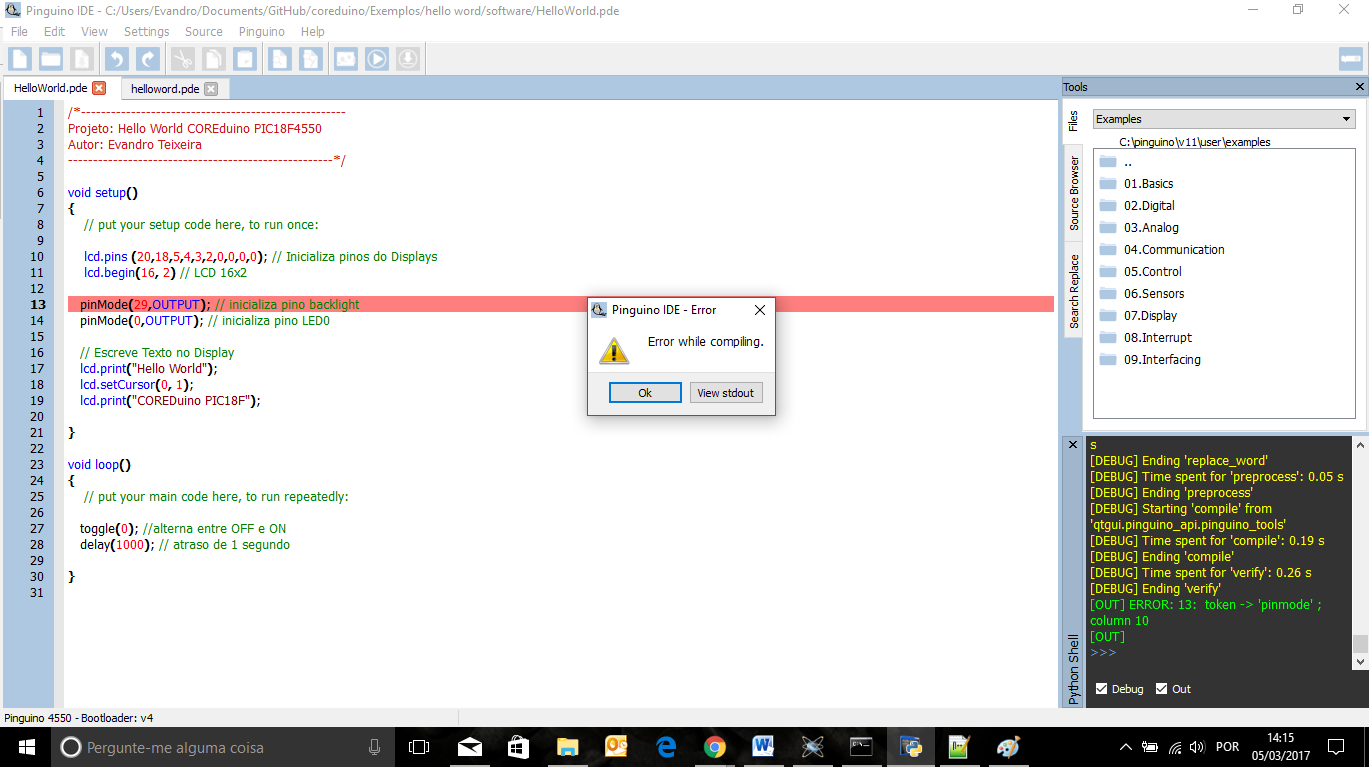 Pinguino IDE - C:/Users/Evandro/Documents/GitHub/coreduino/Exemplos/hello word/software/HelloWorld.pde
File Edit View Settings Source Pinguino Help
HelloWorld.pde helloword.pde
1 /*-----------------------------------------------------
2 Projeto: Hello World COREduino PIC18F4550
3 Autor: Evandro Teixeira
4 -----------------------------------------------------*/
5
6 void setup()
7 {
8 // put your setup code here, to run once:
9
10 lcd.pins (20,18,5,4,3,2,0,0,0,0); // Inicializa pinos do Displays
11 lcd.begin(16, 2) // LCD 16x2
12
13 pinMode(29,OUTPUT); // inicializa pino backlight
14 pinMode(0,OUTPUT); // inicializa pino LED0
15
16 // Escreve Texto no Display
17 lcd.print("Hello World");
18 lcd.setCursor(0, 1);
19 lcd.print("COREDuino PIC18F");
20
21 }
22
23 void loop()
24 {
25 // put your main code here, to run repeatedly:
26
27 toggle(0); //alterna entre OFF e ON
28 delay(1000); // atraso de 1 segundo
29
30 }
31
Pinguino IDE - Error
Error while compiling.
Ok View stdout
Tools
Files
Source Browser
Search Replace
Examples
C:\pinguino\v11\user\examples
..
01.Basics
02.Digital
03.Analog
04.Communication
05.Control
06.Sensors
07.Display
08.Interrupt
09.Interfacing
Python Shell
s
[DEBUG] Ending 'replace_word'
[DEBUG] Time spent for 'preprocess': 0.05 s
[DEBUG] Ending 'preprocess'
[DEBUG] Starting 'compile' from
'qtgui.pinguino_api.pinguino_tools'
[DEBUG] Time spent for 'compile': 0.19 s
[DEBUG] Ending 'compile'
[DEBUG] Time spent for 'verify': 0.26 s
[DEBUG] Ending 'verify'
[OUT] ERROR: 13: token -> 'pinmode' ;
column 10
[OUT]
>>>
Debug Out
Pinguino 4550 - Bootloader: v4
Pergunte-me alguma coisa
POR
14:15
05/03/2017